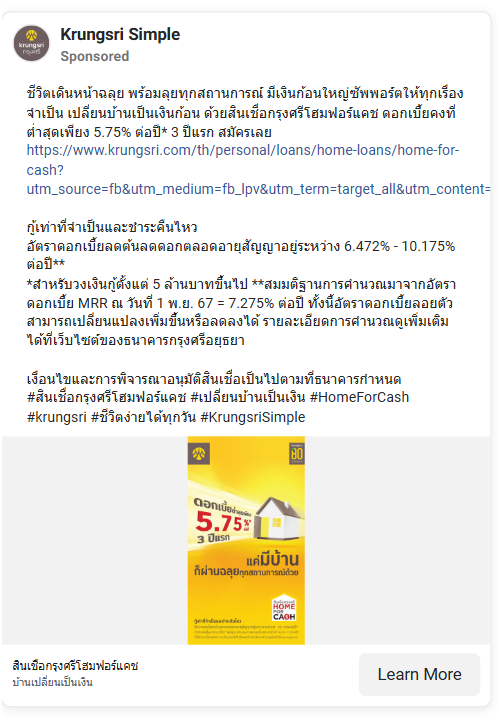 krungsri
กรุงศรี
Krungsri Simple
Sponsored
ชีวิตเดินหน้าฉลุย พร้อมลุยทุกสถานการณ์ มีเงินก้อนใหญ่ซัพพอร์ตให้ทุกเรื่อง
จำเป็น เปลี่ยนบ้านเป็นเงินก้อน ด้วยสินเชื่อกรุงศรีโฮมฟอร์แคช ดอกเบี้ยคงที่
ต่ำสุดเพียง 5.75% ต่อปี* 3 ปีแรก สมัครเลย
https://www.krungsri.com/th/personal/loans/home-loans/home-for-
cash?
utm_source=fb&utm_medium=fb_lpv&utm_term=target_all&utm_content=
กู้เท่าที่จำเป็นและชำระคืนไหว
อัตราดอกเบี้ยลดต้นลดดอกตลอดอายุสัญญาอยู่ระหว่าง 6.472% - 10.175%
ต่อปี**
*สำหรับวงเงินกู้ตั้งแต่ 5 ล้านบาทขึ้นไป **สมมติฐานการคำนวณมาจากอัตรา
ดอกเบี้ย MRR ณ วันที่ 1 พ.ย. 67 = 7.275% ต่อปี ทั้งนี้อัตราดอกเบี้ยลอยตัว
สามารถเปลี่ยนแปลงเพิ่มขึ้นหรือลดลงได้ รายละเอียดการคำนวณดูเพิ่มเติม
ได้ที่เว็บไซต์ของธนาคารกรุงศรีอยุธยา
เงื่อนไขและการพิจารณาอนุมัติสินเชื่อเป็นไปตามที่ธนาคารกำหนด
#สินเชื่อกรุงศรีโฮมฟอร์แคช #เปลี่ยนบ้านเป็นเงิน #HomeForCash
#krungsri #ชีวิตง่ายได้ทุกวัน #KrungsriSimple
80
ดอกเบี้ยต่ำสุดเพียง
5.75%*
3 ปีแรก
แค่มีบ้าน
ก็ผ่านฉลุยทุกสถานการณ์ด้วย
HOME
FOR
CASH
กู้เท่าที่จำเป็นและชำระคืนไหว
สินเชื่อกรุงศรีโฮมฟอร์แคช
บ้านเปลี่ยนเป็นเงิน
Learn More